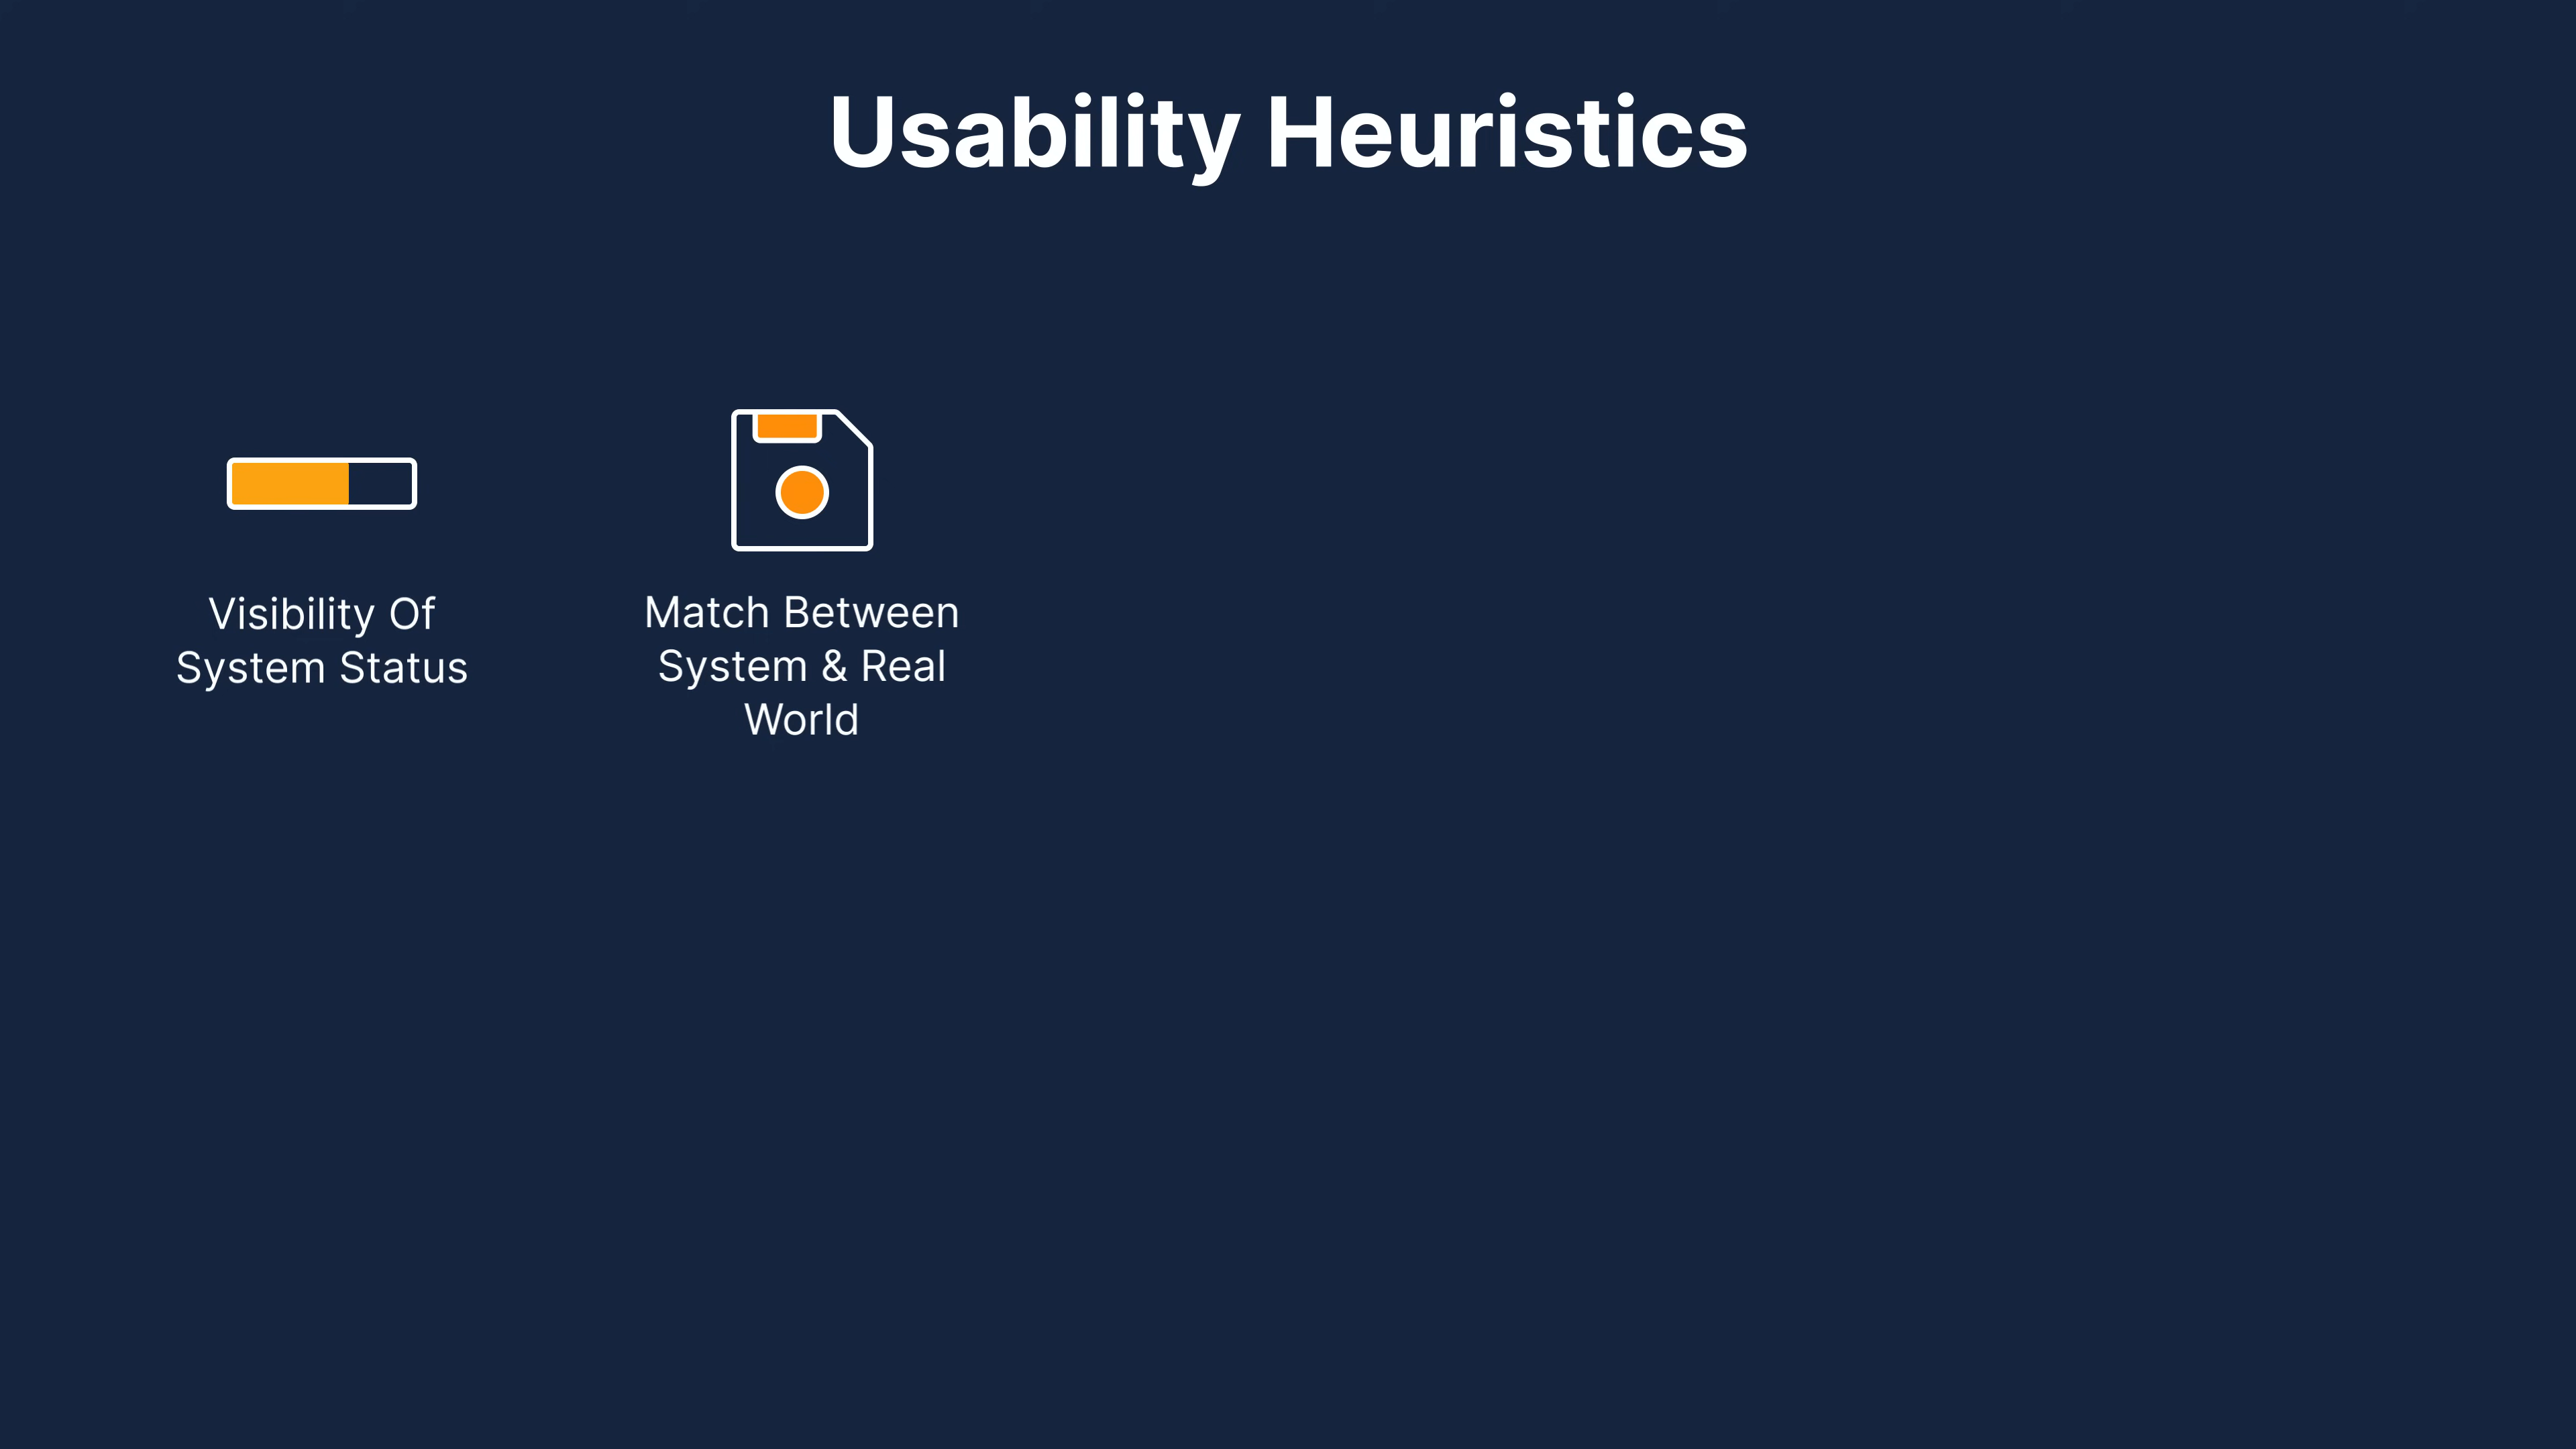 Usability Heuristics
Visibility Of
System Status
Match Between
System & Real
World